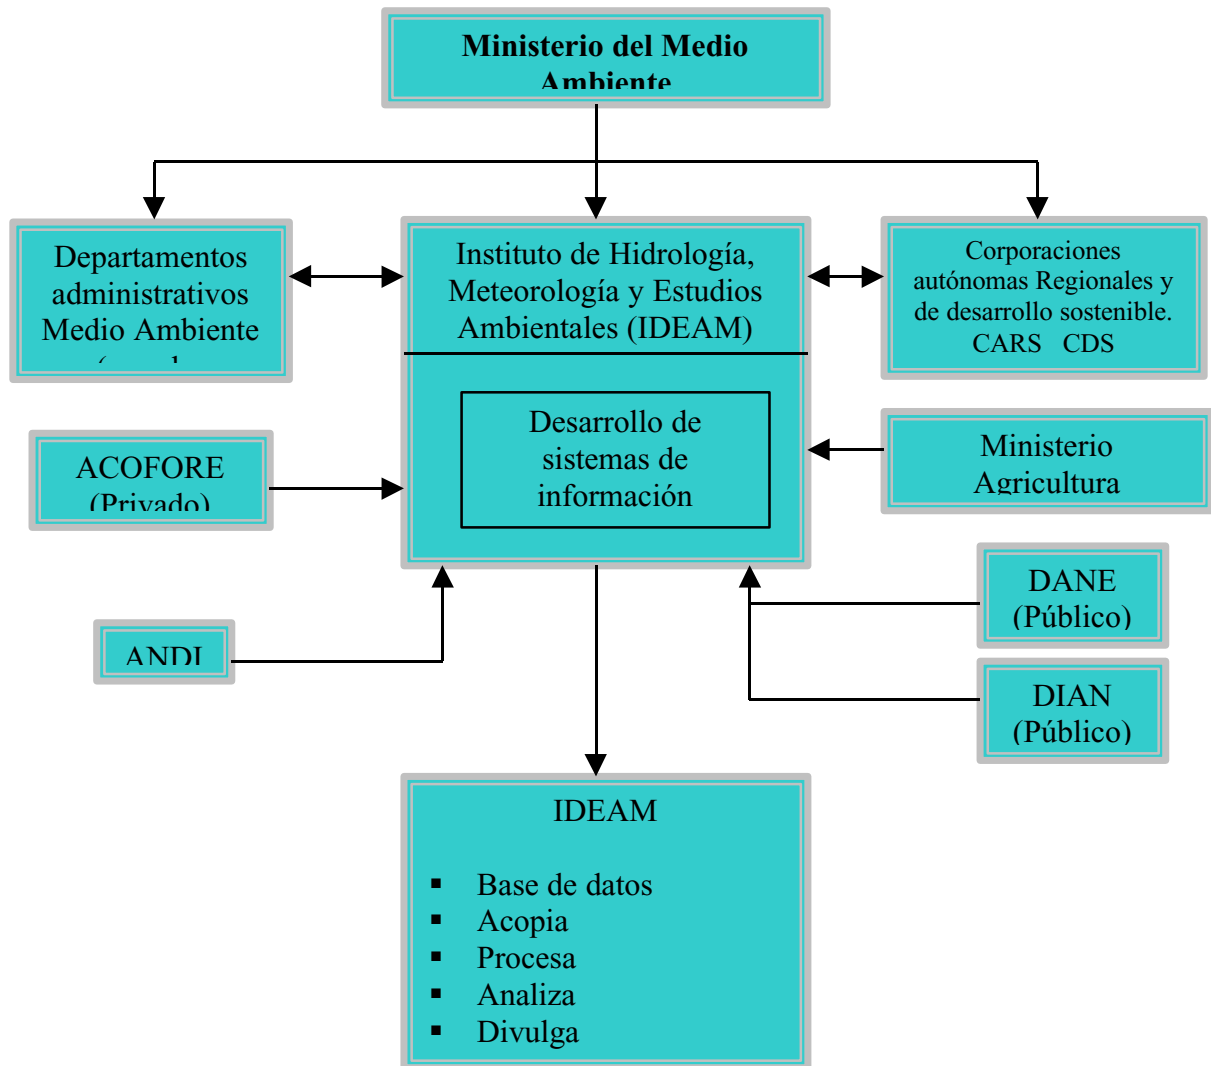 Ministerio del Medio
Ambiente
Departamentos
administrativos
Medio Ambiente
Instituto de Hidrología,
Meteorología y Estudios
Ambientales (IDEAM)
Corporaciones
autónomas Regionales y
de desarrollo sostenible.
CARS CDS
Desarrollo de
sistemas de
información
ACOFORE
(Privado)
Ministerio
Agricultura
ANDI
DANE
(Público)
DIAN
(Público)
IDEAM
▪ Base de datos
▪ Acopia
▪ Procesa
▪ Analiza
▪ Divulga